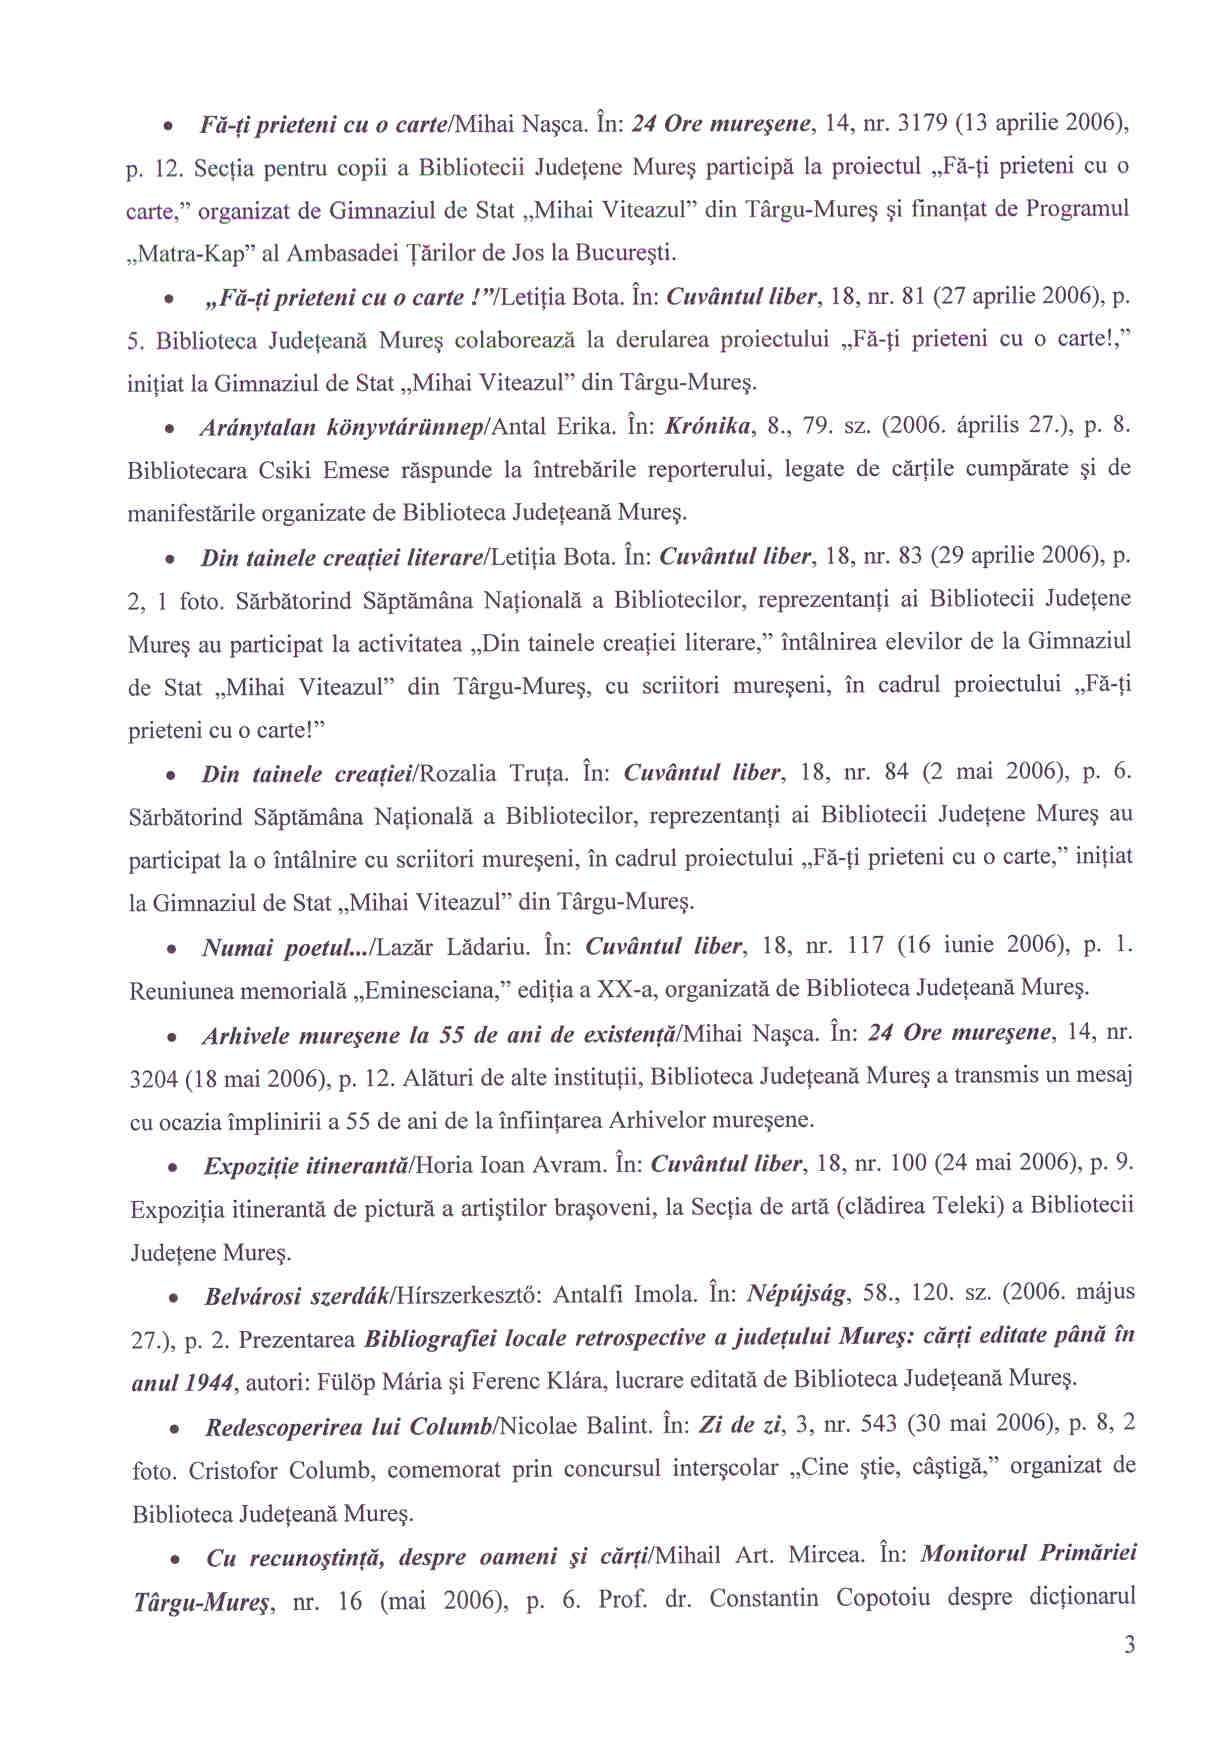 • Fă-ţi prieteni cu o carte/Mihai Naşca. În: 24 Ore mureşene, 14, nr. 3179 (13 aprilie 2006),
p. 12. Secţia pentru copii a Bibliotecii Judeţene Mureş participă la proiectul „Fă-ţi prieteni cu o
carte,” organizat de Gimnaziul de Stat „Mihai Viteazul” din Târgu-Mureş şi finanţat de Programul
„Matra-Kap” al Ambasadei Ţărilor de Jos la Bucureşti.
• „Fă-ţi prieteni cu o carte !”/Letiţia Bota. În: Cuvântul liber, 18, nr. 81 (27 aprilie 2006), p.
5. Biblioteca Judeţeană Mureş colaborează la derularea proiectului „Fă-ţi prieteni cu o carte!,”
iniţiat la Gimnaziul de Stat „Mihai Viteazul” din Târgu-Mureş.
• Aránytalan könyvtárünnep/Antal Erika. În: Krónika, 8., 79. sz. (2006. április 27.), p. 8.
Bibliotecara Csiki Emese răspunde la întrebările reporterului, legate de cărţile cumpărate şi de
manifestările organizate de Biblioteca Judeţeană Mureş.
• Din tainele creaţiei literare/Letiţia Bota. În: Cuvântul liber, 18, nr. 83 (29 aprilie 2006), p.
2, 1 foto. Sărbătorind Săptămâna Naţională a Bibliotecilor, reprezentanţi ai Bibliotecii Judeţene
Mureş au participat la activitatea „Din tainele creaţiei literare,” întâlnirea elevilor de la Gimnaziul
de Stat „Mihai Viteazul” din Târgu-Mureş, cu scriitori mureşeni, în cadrul proiectului „Fă-ţi
prieteni cu o carte!”
• Din tainele creaţiei/Rozalia Truţa. În: Cuvântul liber, 18, nr. 84 (2 mai 2006), p. 6.
Sărbătorind Săptămâna Naţională a Bibliotecilor, reprezentanţi ai Bibliotecii Judeţene Mureş au
participat la o întâlnire cu scriitori mureşeni, în cadrul proiectului „Fă-ţi prieteni cu o carte,” iniţiat
la Gimnaziul de Stat „Mihai Viteazul” din Târgu-Mureş.
• Numai poetul.../Lazăr Lădariu. În: Cuvântul liber, 18, nr. 117 (16 iunie 2006), p. 1.
Reuniunea memorială „Eminesciana,” ediţia a XX-a, organizată de Biblioteca Judeţeană Mureş.
• Arhivele mureşene la 55 de ani de existenţă/Mihai Naşca. În: 24 Ore mureşene, 14, nr.
3204 (18 mai 2006), p. 12. Alături de alte instituţii, Biblioteca Judeţeană Mureş a transmis un mesaj
cu ocazia împlinirii a 55 de ani de la înfiinţarea Arhivelor mureşene.
• Expoziţie itinerantă/Horia Ioan Avram. În: Cuvântul liber, 18, nr. 100 (24 mai 2006), p. 9.
Expoziţia itinerantă de pictură a artiştilor braşoveni, la Secţia de artă (clădirea Teleki) a Bibliotecii
Judeţene Mureş.
• Belvárosi szerdák/Hírszerkesztő: Antalfi Imola. În: Népújság, 58., 120. sz. (2006. május
27.), p. 2. Prezentarea Bibliografiei locale retrospective a judeţului Mureş: cărţi editate până în
anul 1944, autori: Fülöp Mária şi Ferenc Klára, lucrare editată de Biblioteca Judeţeană Mureş.
• Redescoperirea lui Columb/Nicolae Balint. În: Zi de zi, 3, nr. 543 (30 mai 2006), p. 8, 2
foto. Cristofor Columb, comemorat prin concursul interşcolar „Cine ştie, câştigă,” organizat de
Biblioteca Judeţeană Mureş.
• Cu recunoştinţă, despre oameni şi cărţi/Mihail Art. Mircea. În: Monitorul Primăriei
Târgu-Mureş, nr. 16 (mai 2006), p. 6. Prof. dr. Constantin Copotoiu despre dicţionarul
3